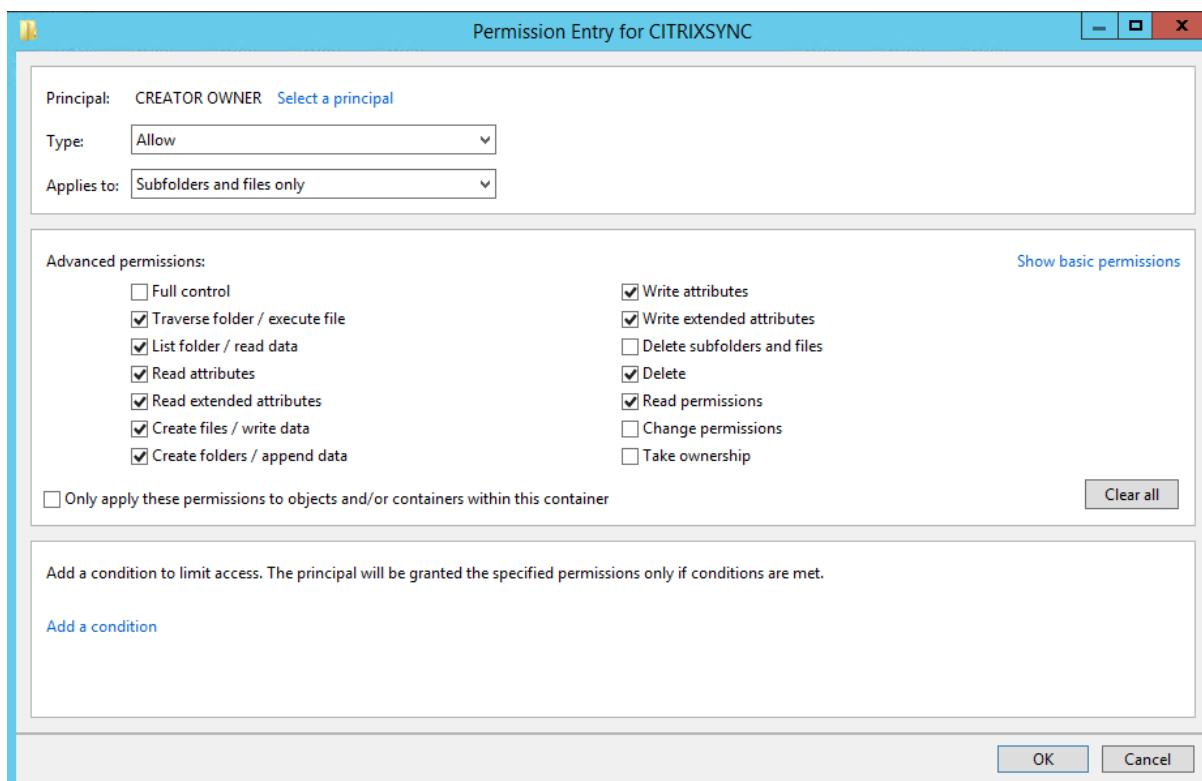 Permission Entry for CITRIXSYNC
Principal: CREATOR OWNER Select a principal
Type: Allow
Applies to: Subfolders and files only
Advanced permissions: Show basic permissions
Full control Write attributes
Traverse folder / execute file Write extended attributes
List folder / read data Delete subfolders and files
Read attributes Delete
Read extended attributes Read permissions
Create files / write data Change permissions
Create folders / append data Take ownership
Only apply these permissions to objects and/or containers within this container Clear all
Add a condition to limit access. The principal will be granted the specified permissions only if conditions are met.
Add a condition
OK Cancel